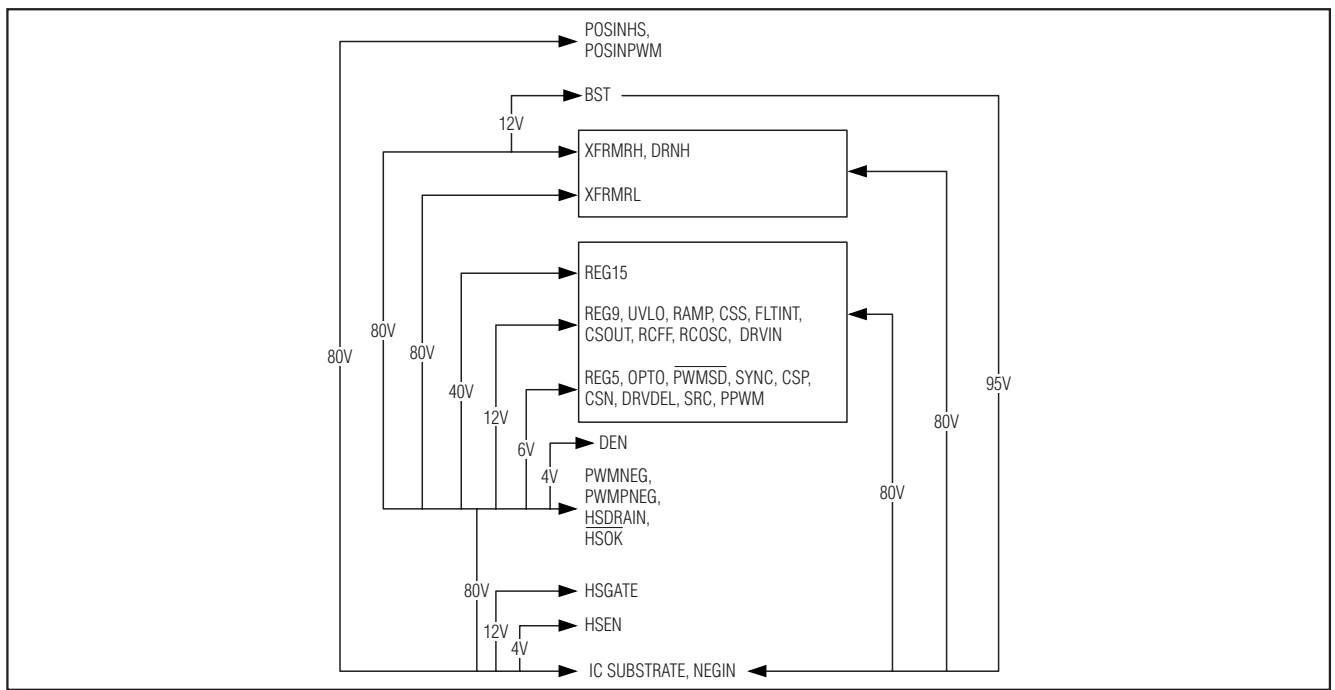 POSINHS,
POSINPWM
BST
12V
XFRMRH, DRNH
XFRMRL
REG15
REG9, UVLO, RAMP, CSS, FLTINT,
CSOUT, RCFF, RCOSC, DRVIN
REG5, OPTO, PWMSD, SYNC, CSP,
CSN, DRVDEL, SRC, PPWM
80V
80V
80V
40V
12V
6V
4V
DEN
PWMNEG,
PWMPNEG,
HSDRAIN,
HSOK
95V
80V
80V
80V
HSGATE
12V
HSEN
4V
IC SUBSTRATE, NEGIN